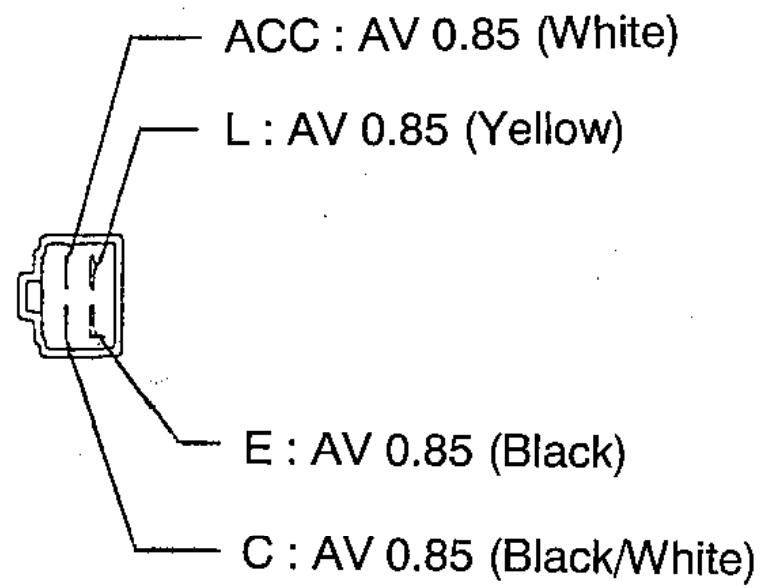 ACC : AV 0.85 (White)
L : AV 0.85 (Yellow)
E : AV 0.85 (Black)
C : AV 0.85 (Black/White)